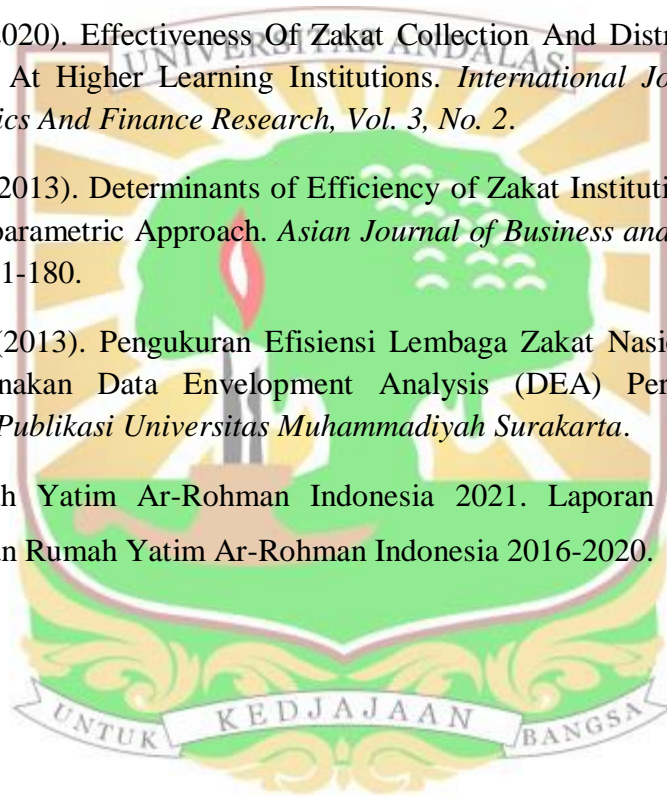 2020). Effectiveness Of Zakat Collection And Distr
At Higher Learning Institutions. International Jo
ics And Finance Research, Vol. 3, No. 2.
2013). Determinants of Efficiency of Zakat Instituti
parametric Approach. Asian Journal of Business and
1-180.
(2013). Pengukuran Efisiensi Lembaga Zakat Nasio
nakan Data Envelopment Analysis (DEA) Per
Publikasi Universitas Muhammadiyah Surakarta.
h Yatim Ar-Rohman Indonesia 2021. Laporan
an Rumah Yatim Ar-Rohman Indonesia 2016-2020.
UNIVERSITAS ANDALAS
UNTUK KEDJAJAAN BANGSA